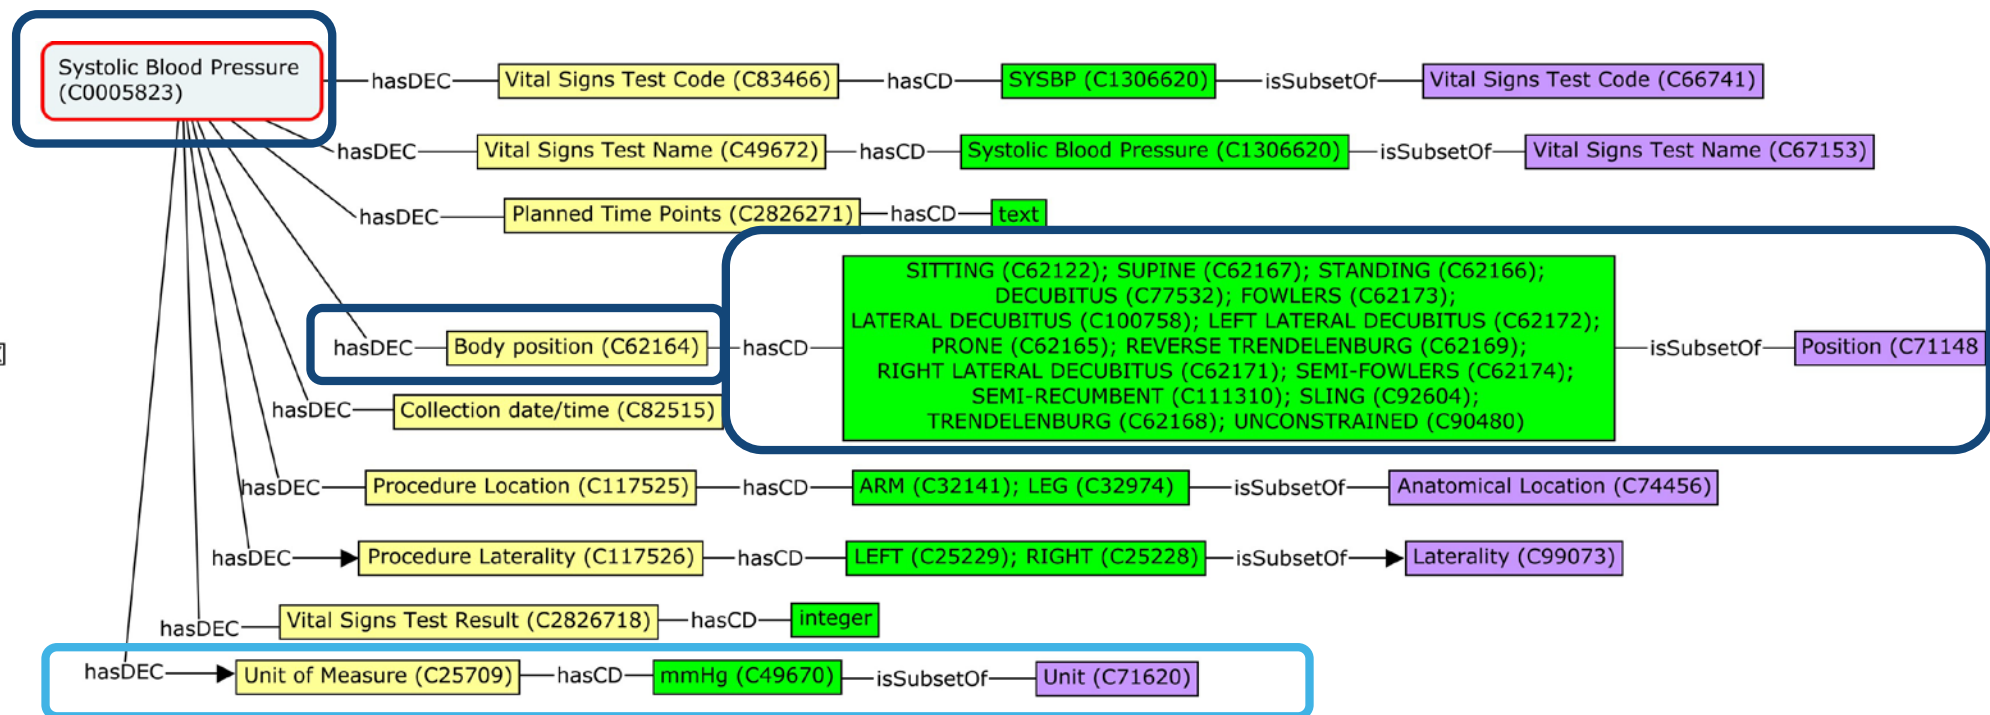 Systolic Blood Pressure
(C0005823)
hasDEC Vital Signs Test Code (C83466) hasCD SYSBP (C1306620) isSubsetOf Vital Signs Test Code (C66741)
hasDEC Vital Signs Test Name (C49672) hasCD Systolic Blood Pressure (C1306620) isSubsetOf Vital Signs Test Name (C67153)
hasDEC Planned Time Points (C2826271) hasCD text
hasDEC Body position (C62164) hasCD
SITTING (C62122); SUPINE (C62167); STANDING (C62166);
DECUBITUS (C77532); FOWLERS (C62173);
LATERAL DECUBITUS (C100758); LEFT LATERAL DECUBITUS (C62172);
PRONE (C62165); REVERSE TRENDELENBURG (C62169);
RIGHT LATERAL DECUBITUS (C62171); SEMI-FOWLERS (C62174);
SEMI-RECUMBENT (C111310); SLING (C92604);
TRENDELENBURG (C62168); UNCONSTRAINED (C90480)
isSubsetOf Position (C71148
hasDEC Collection date/time (C82515)
hasDEC Procedure Location (C117525) hasCD ARM (C32141); LEG (C32974) isSubsetOf Anatomical Location (C74456)
hasDEC Procedure Laterality (C117526) hasCD LEFT (C25229); RIGHT (C25228) isSubsetOf Laterality (C99073)
hasDEC Vital Signs Test Result (C2826718) hasCD integer
hasDEC Unit of Measure (C25709) hasCD mmHg (C49670) isSubsetOf Unit (C71620)